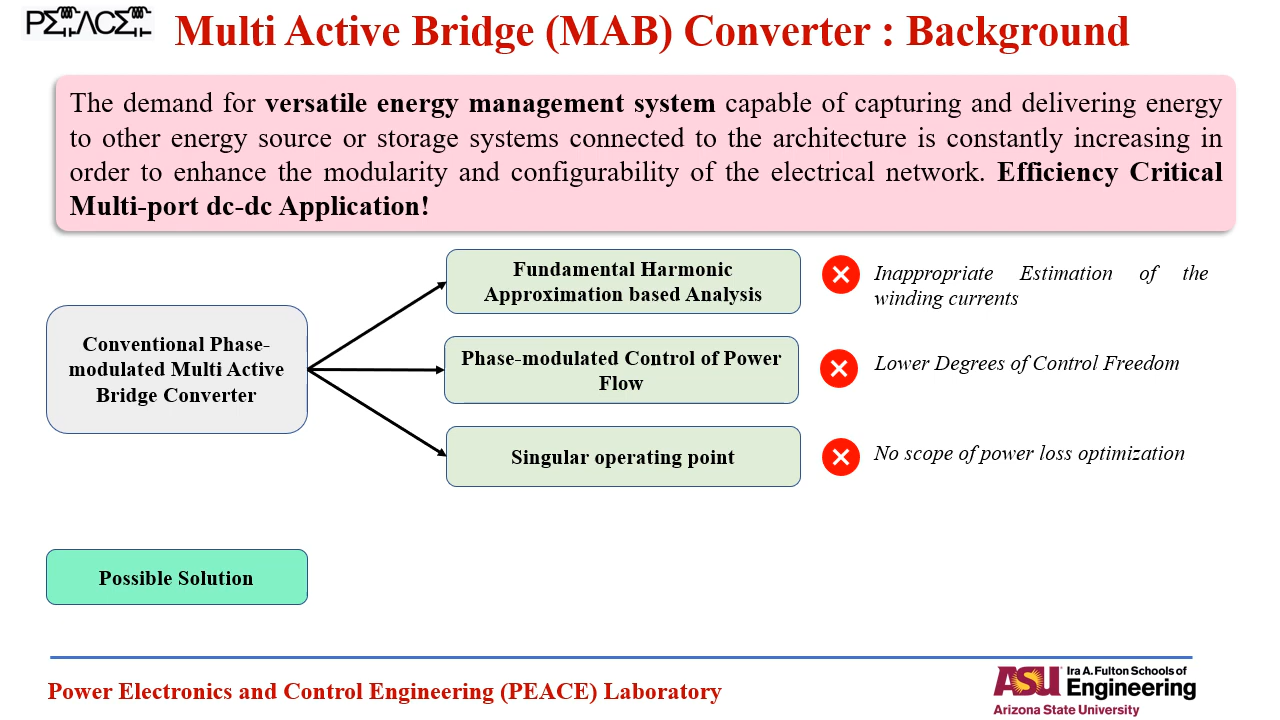 PEACE
Multi Active Bridge (MAB) Converter : Background
The demand for versatile energy management system capable of capturing and delivering energy
to other energy source or storage systems connected to the architecture is constantly increasing in
order to enhance the modularity and configurability of the electrical network. Efficiency Critical
Multi-port dc-dc Application!
Conventional Phase-
modulated Multi Active
Bridge Converter
Fundamental Harmonic
Approximation based Analysis
Inappropriate Estimation of the
winding currents
Phase-modulated Control of Power
Flow
Lower Degrees of Control Freedom
Singular operating point
No scope of power loss optimization
Possible Solution
Power Electronics and Control Engineering (PEACE) Laboratory
ASU Ira A. Fulton Schools of
Engineering
Arizona State University